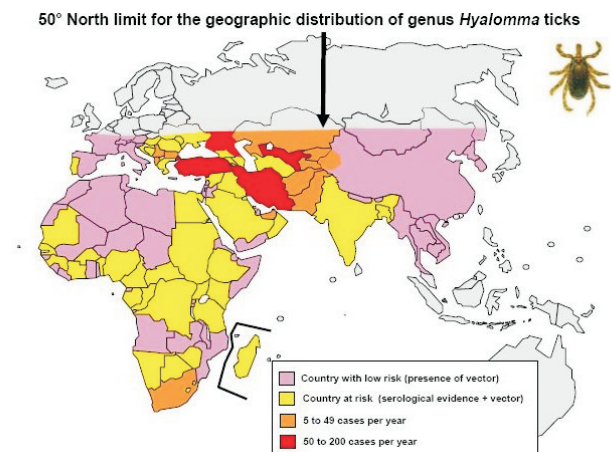 50° North limit for the geographic distribution of genus Hyalomma ticks
Country with low risk (presence of vector)
Country at risk (serological evidence + vector)
5 to 49 cases per year
50 to 200 cases per year